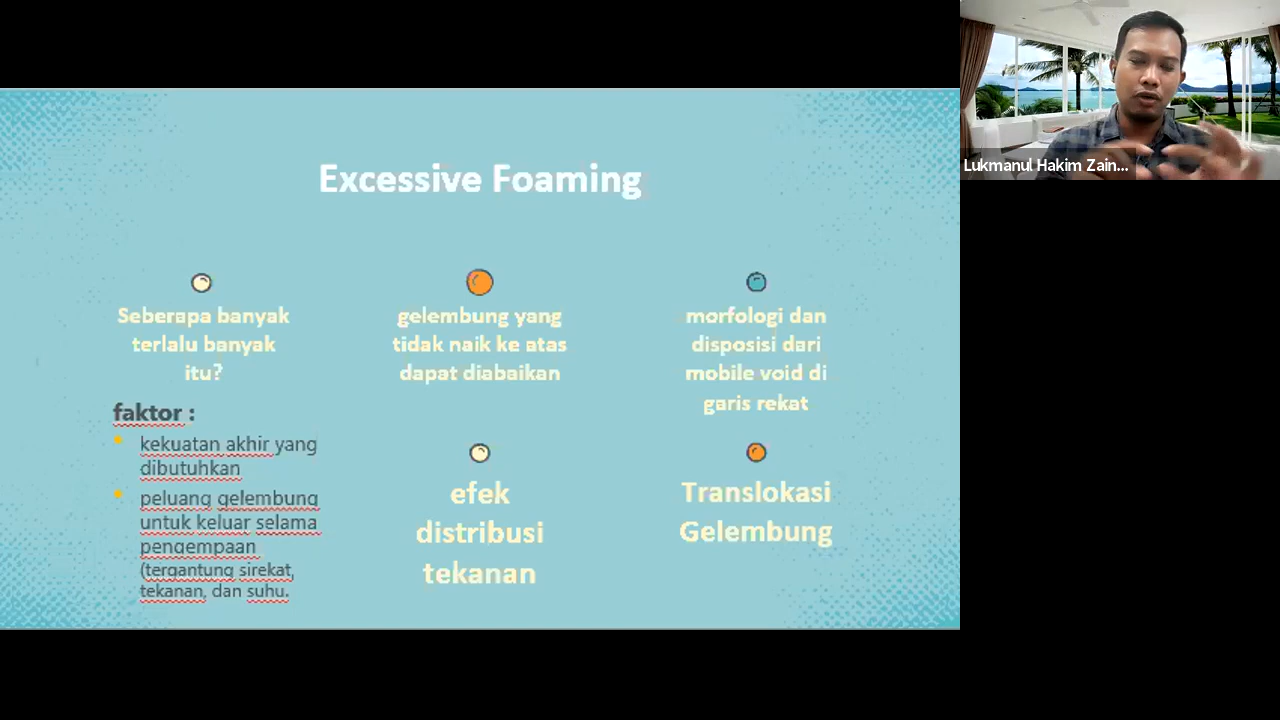 Excessive Foaming
Seberapa banyak
terlalu banyak
itu?
faktor :
kekuatan akhir yang
dibutuhkan
peluang gelembung
untuk keluar selama
pengempaan
(tergantung sirekat,
tekanan, dan suhu.
gelembung yang
tidak naik ke atas
dapat diabaikan
morfologi dan
disposisi dari
mobile void di
garis rekat
efek
distribusi
tekanan
Translokasi
Gelembung
Lukmanul Hakim Zain...